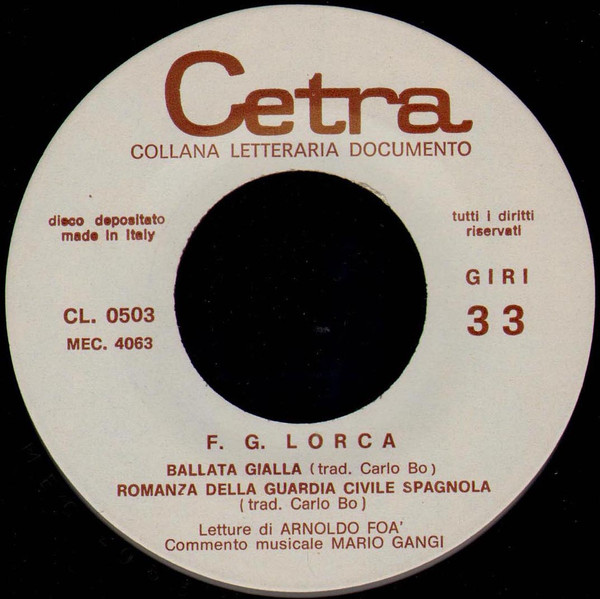 Cetra
COLLANA LETTERARIA DOCUMENTO
disco depositato
made in Italy
tutti i diritti
riservati
GIRI
33
CL. 0503
MEC. 4063
F. G. LORCA
BALLATA GIALLA (trad. Carlo Bo)
ROMANZA DELLA GUARDIA CIVILE SPAGNOLA
(trad. Carlo Bo)
Letture di ARNOLDO FOA'
Commento musicale MARIO GANGI